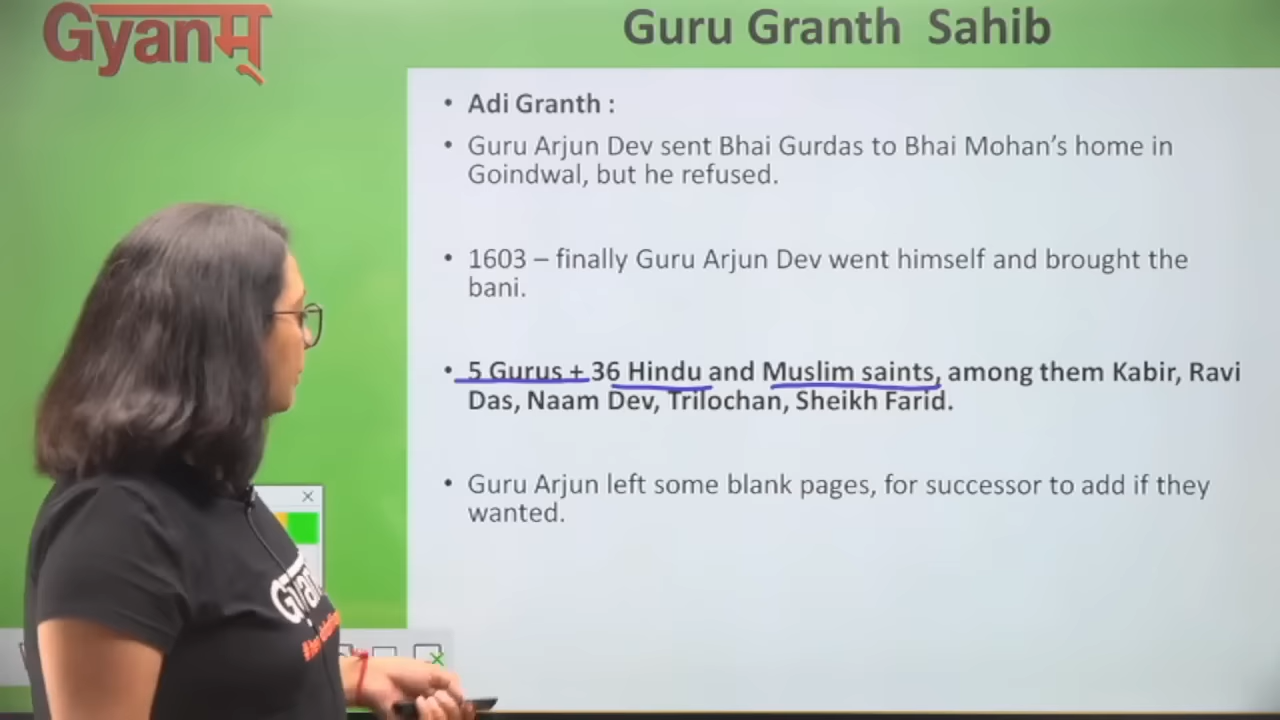 Gyanम्
Guru Granth Sahib
• Adi Granth :
• Guru Arjun Dev sent Bhai Gurdas to Bhai Mohan’s home in
Goindwal, but he refused.
• 1603 – finally Guru Arjun Dev went himself and brought the
bani.
• 5 Gurus + 36 Hindu and Muslim saints, among them Kabir, Ravi
Das, Naam Dev, Trilochan, Sheikh Farid.
• Guru Arjun left some blank pages, for successor to add if they
wanted.